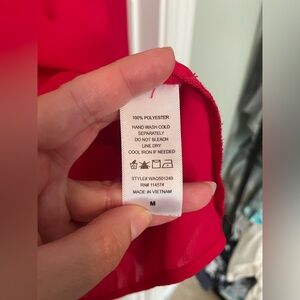 100% POLYESTER
HAND WASH COLD
SEPARATELY
DO NOT BLEACH
LINE DRY
COOL IRON IF NEEDED
STYLE# WAQ501249
RN# 114574
MADE IN VIETNAM
M